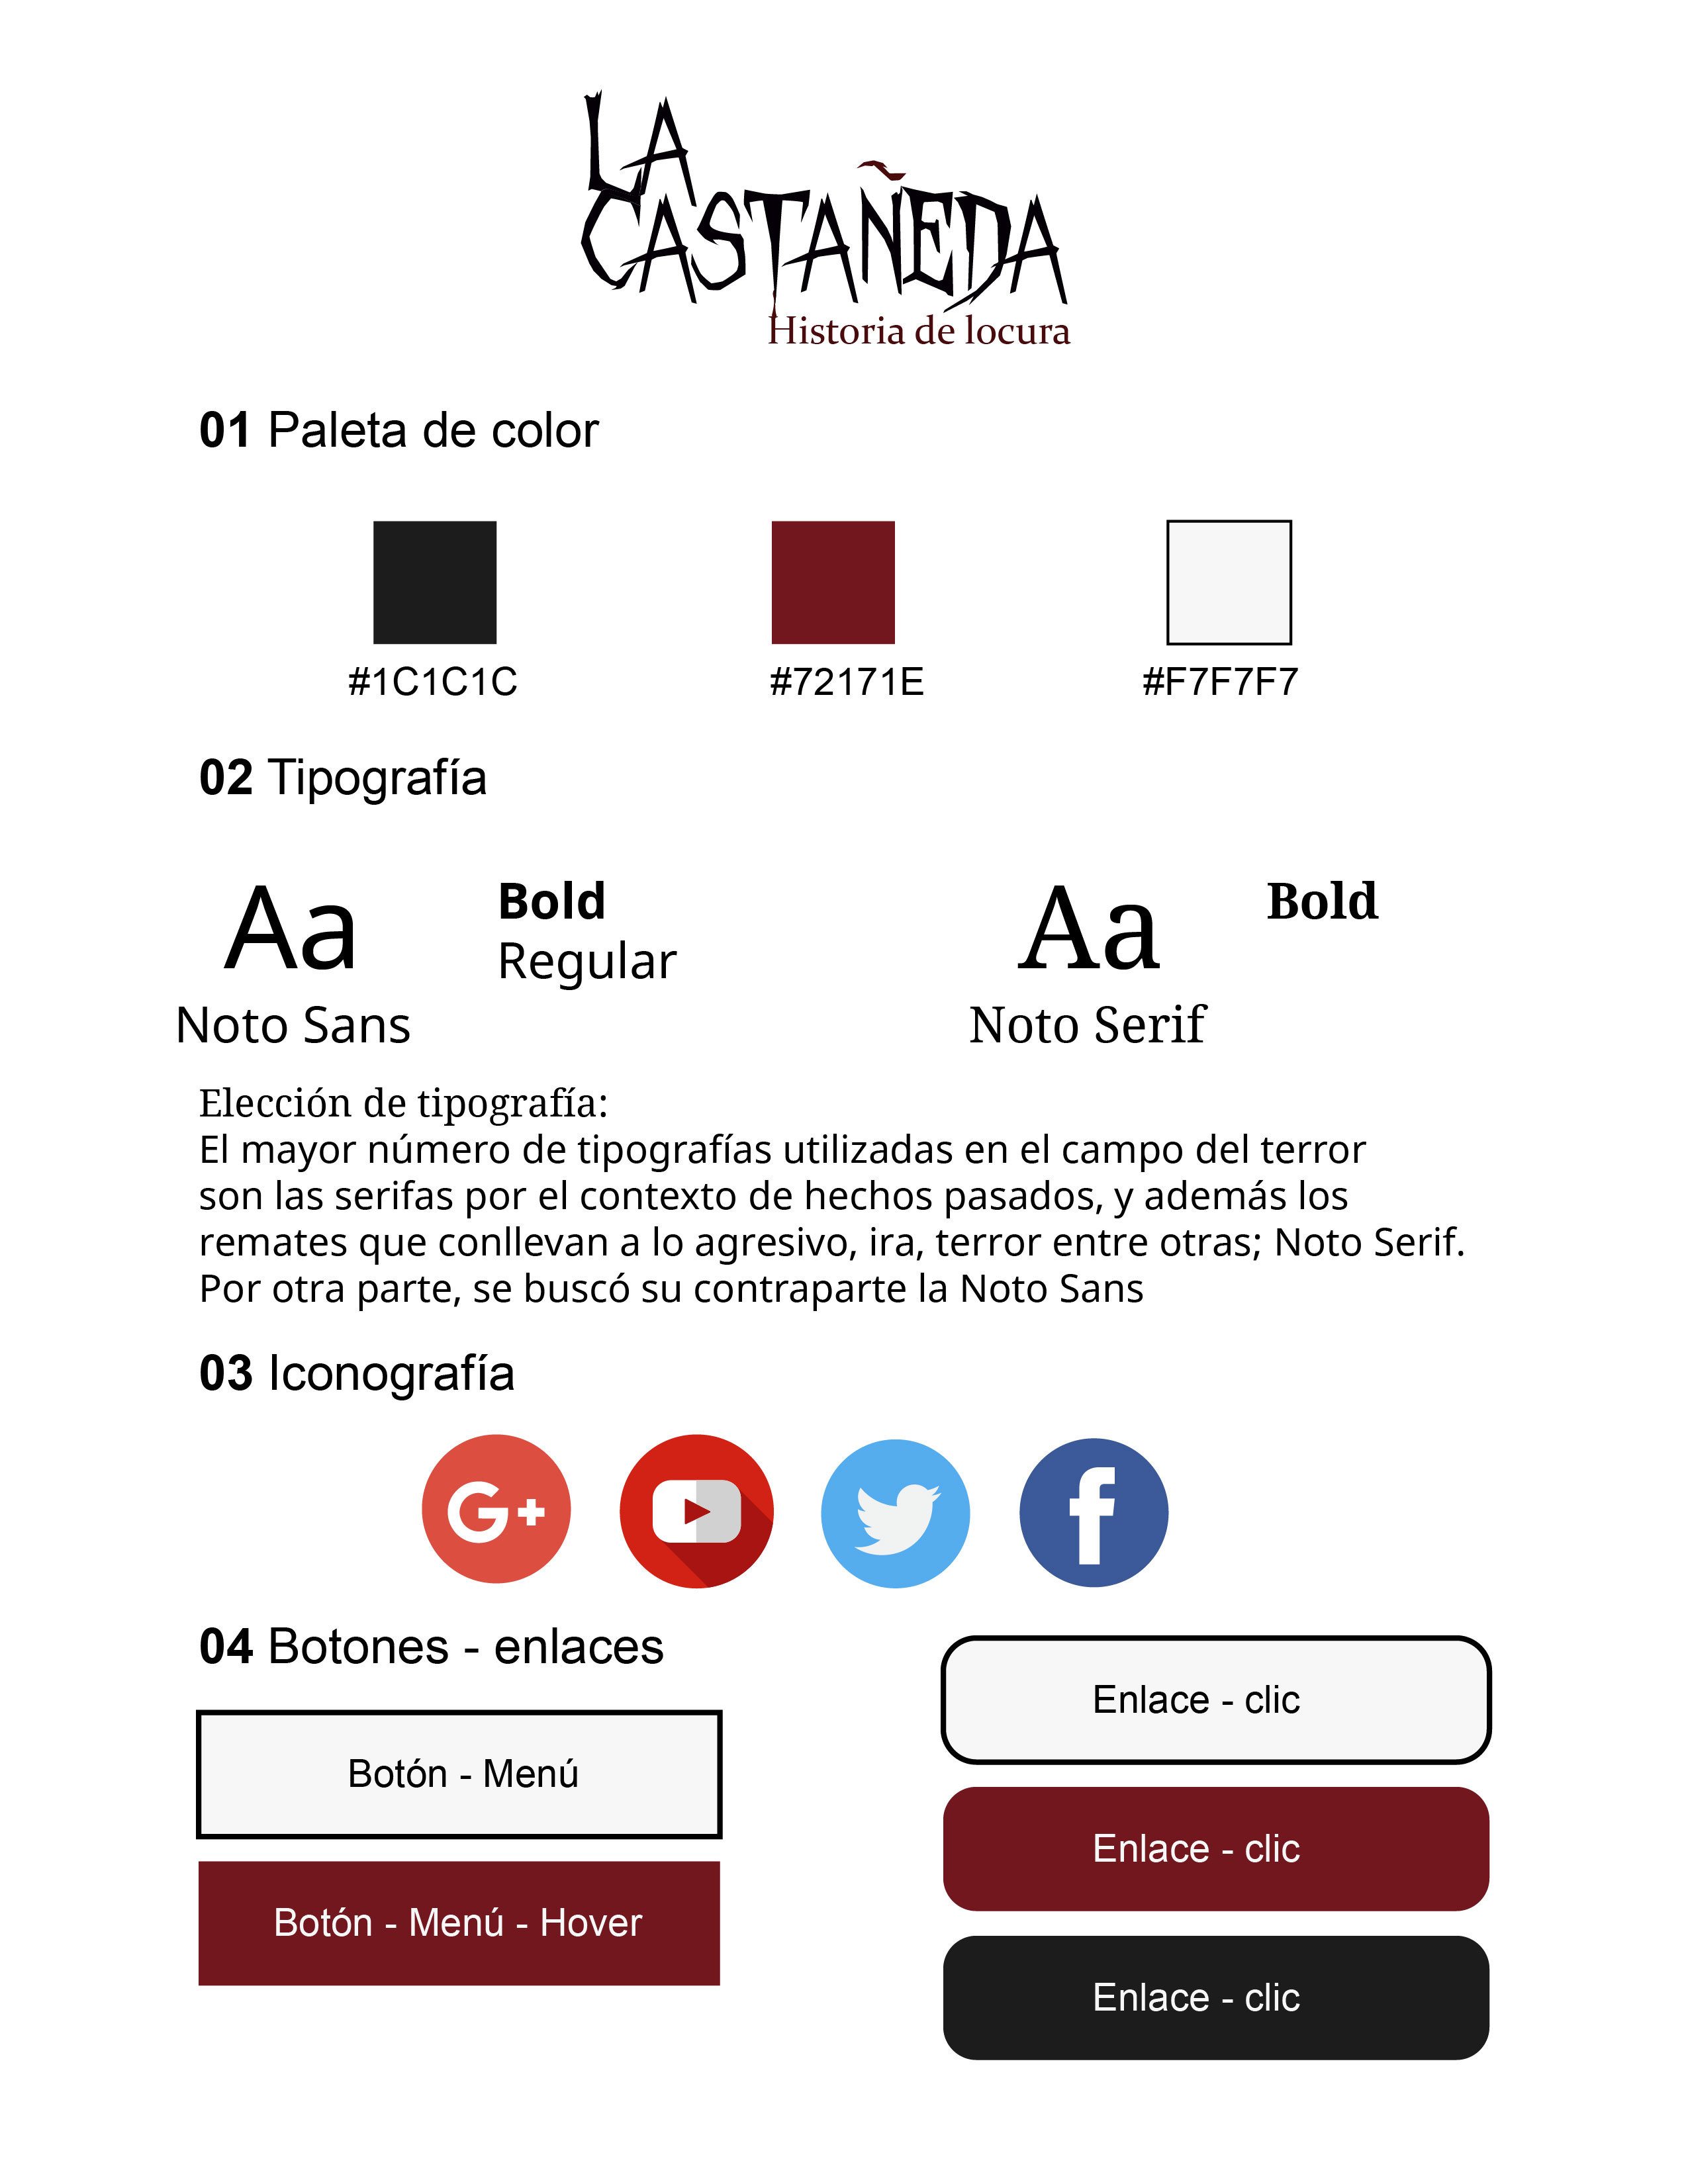 LA
CASTAÑEDA
Historia de locura
01 Paleta de color
#1C1C1C #72171E #F7F7F7
02 Tipografía
Aa Bold Aa Bold
Regular
Noto Sans Noto Serif
Elección de tipografía:
El mayor número de tipografías utilizadas en el campo del terror
son las serifas por el contexto de hechos pasados, y además los
remates que conllevan a lo agresivo, ira, terror entre otras; Noto Serif.
Por otra parte, se buscó su contraparte la Noto Sans
03 Iconografía
G+ f
04 Botones - enlaces
Botón - Menú
Botón - Menú - Hover
Enlace - clic
Enlace - clic
Enlace - clic